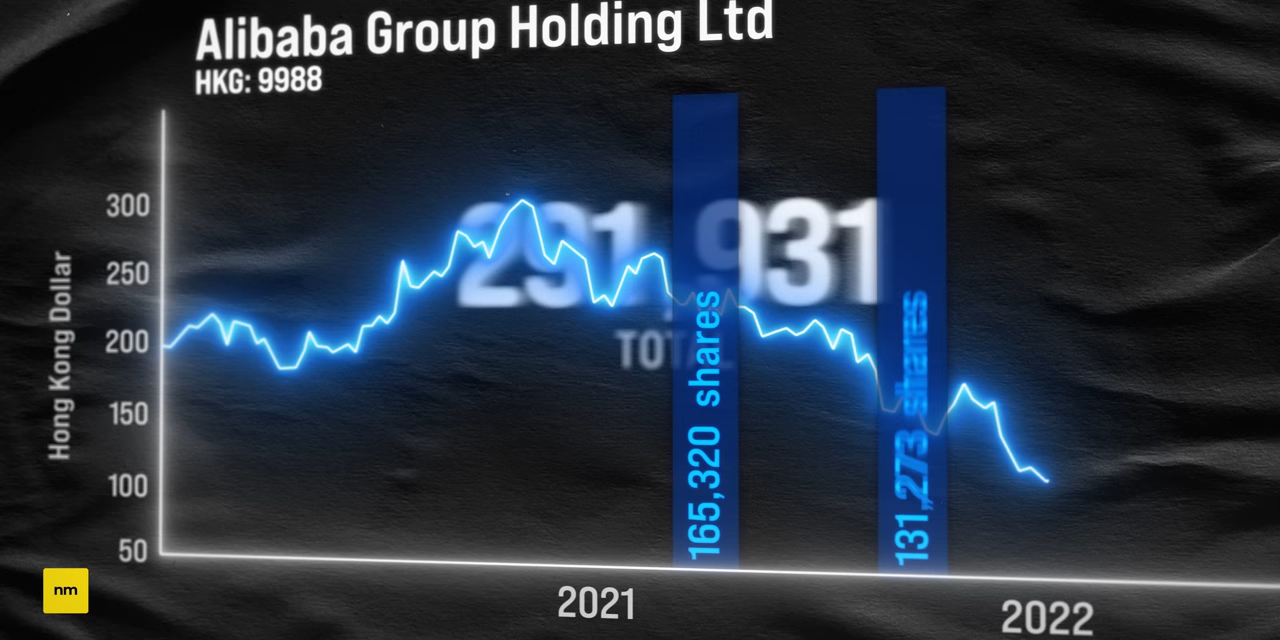 Alibaba Group Holding Ltd
HKG: 9988
300
250
200
150
100
50
Hong Kong Dollar
165,320 shares
131,273 shares
2021
2022
nm